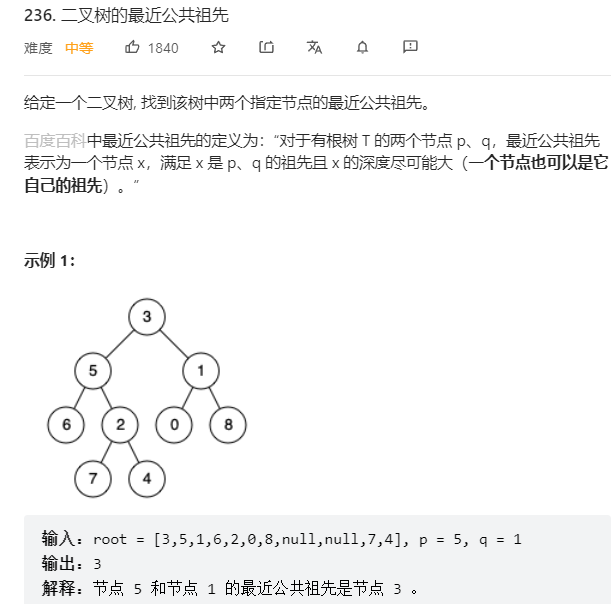 236. 二叉树的最近公共祖先
难度 中等 1840
给定一个二叉树, 找到该树中两个指定节点的最近公共祖先。
百度百科中最近公共祖先的定义为：“对于有根树 T 的两个节点 p、q，最近公共祖先
表示为一个节点 x，满足 x 是 p、q 的祖先且 x 的深度尽可能大（一个节点也可以是它
自己的祖先）。”
示例 1：
3
5 1
6 2 0 8
7 4
输入：root = [3,5,1,6,2,0,8,null,null,7,4], p = 5, q = 1
输出：3
解释：节点 5 和节点 1 的最近公共祖先是节点 3 。